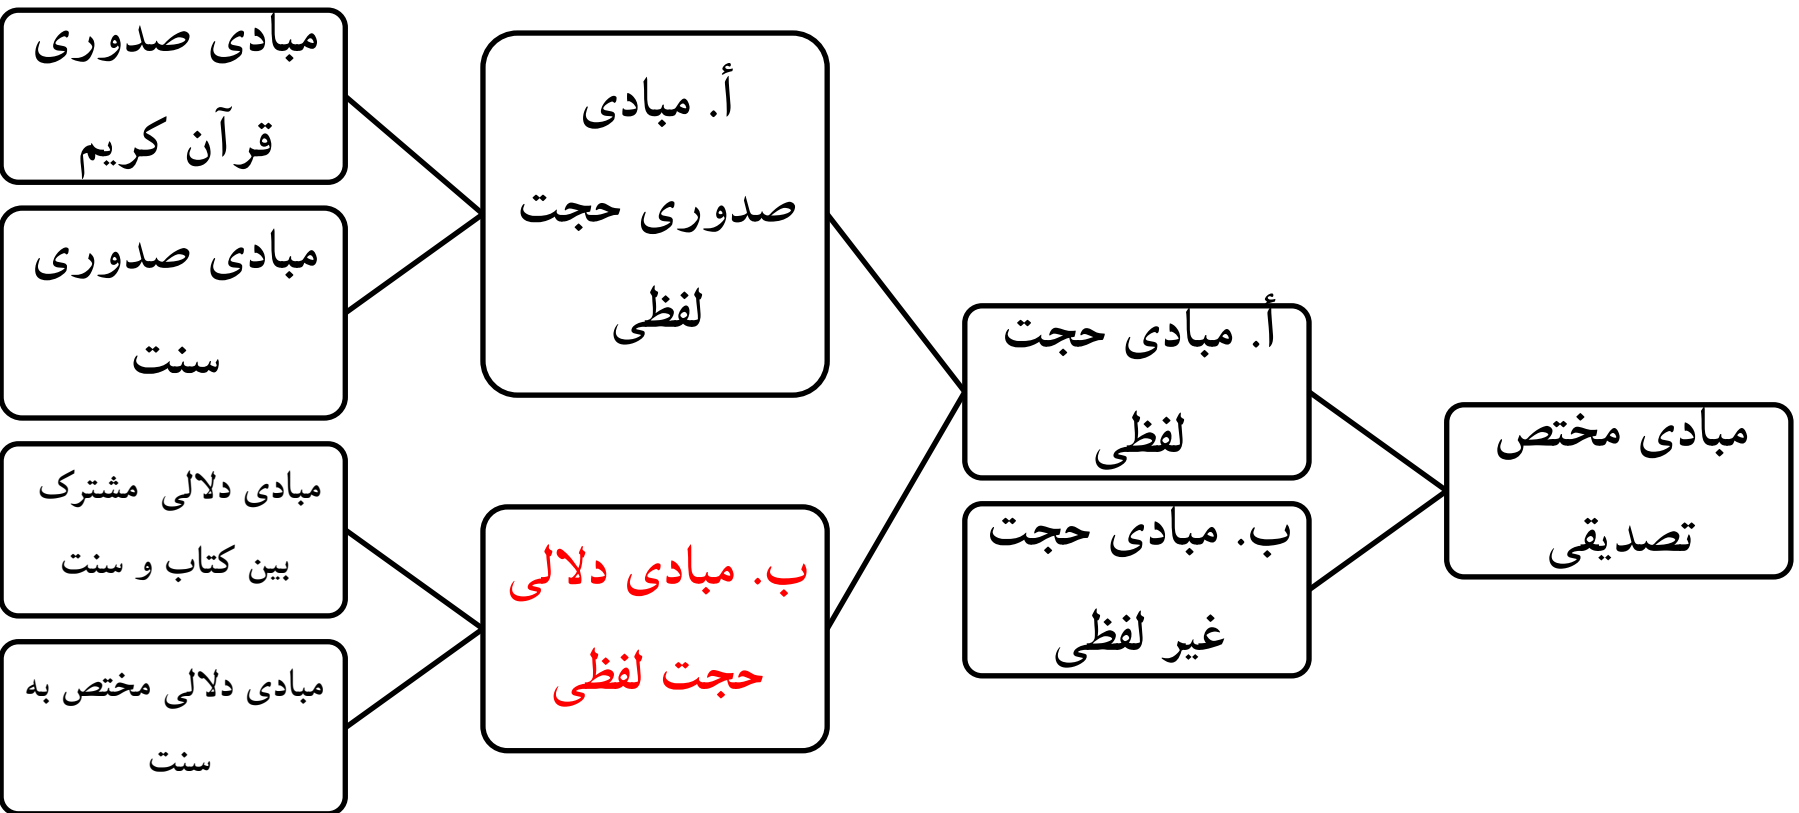 مبادی مختص
تصدیقی
أ. مبادی حجت
لفظی
ب. مبادی حجت
غیر لفظی
أ. مبادی
صدوری حجت
لفظی
ب. مبادی دلالی
حجت لفظی
مبادی صدوری
قرآن کریم
مبادی صدوری
سنت
مبادی دلالی مشترک
بین کتاب و سنت
مبادی دلالی مختص به
سنت